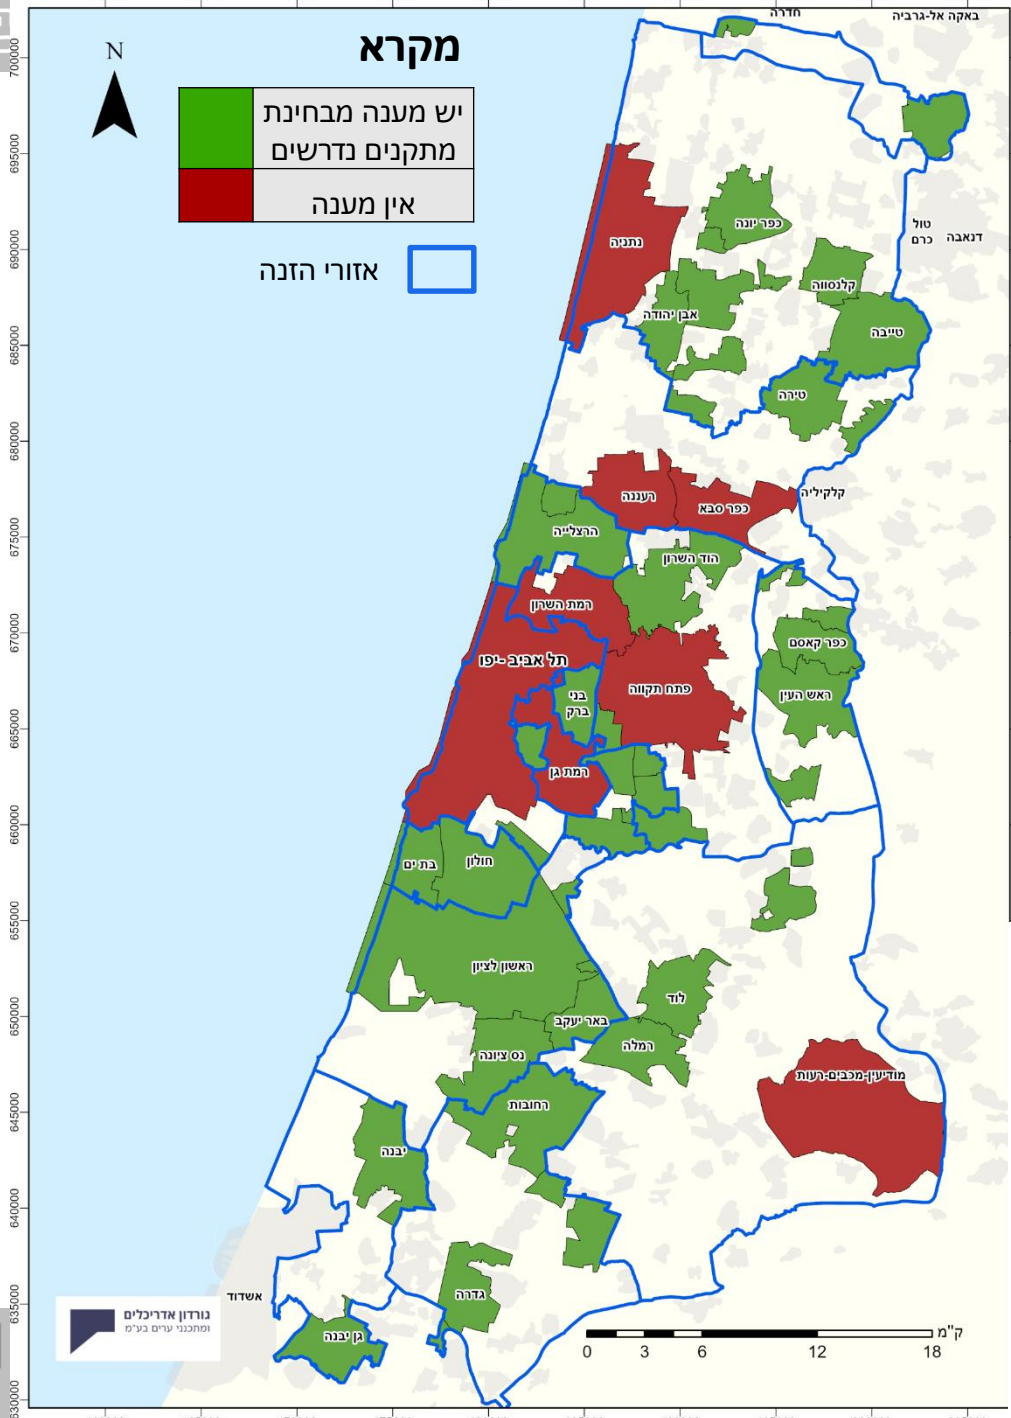 מקרא
יש מענה מבחינת
מתקנים נדרשים
אין מענה
אזורי הזנה
N
חדרה
באקה אל-גרביה
נתניה
כפר יונה
טול
כרם
דנאבה
קלנסווה
אבן יהודה
טייבה
טירה
רעננה
כפר סבא
קלקיליה
הרצלייה
הוד השרון
רמת השרון
כפר קאסם
תל אביב -יפו
פתח תקווה
ראש העין
בני
ברק
רמת גן
בת ים
חולון
ראשון לציון
לוד
באר יעקב
רמלה
נס ציונה
מודיעין-מכבים-רעות
רחובות
יבנה
גדרה
אשדוד
גן יבנה
גורדון אדריכלים
ומתכנני ערים בע"מ
ק"מ
0 3 6 12 18
700000
695000
690000
685000
680000
675000
670000
665000
660000
655000
650000
645000
640000
635000
630000